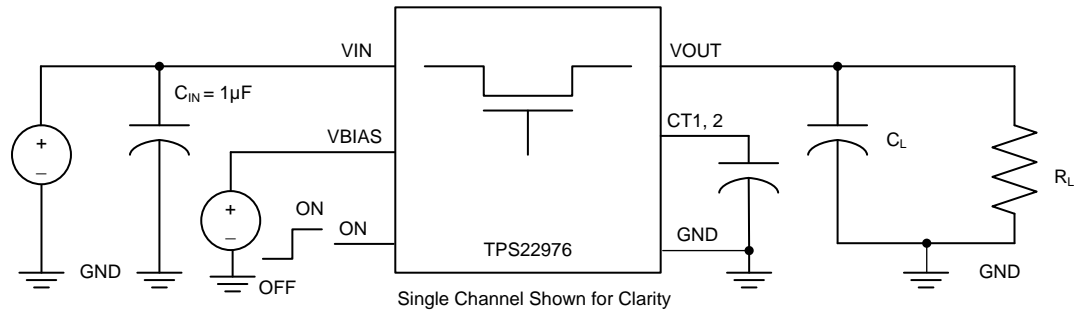 VIN
VOUT
C_IN = 1µF
CT1, 2
VBIAS
C_L
+
−
R_L
+
−
ON
ON
GND
TPS22976
GND
OFF
GND
Single Channel Shown for Clarity